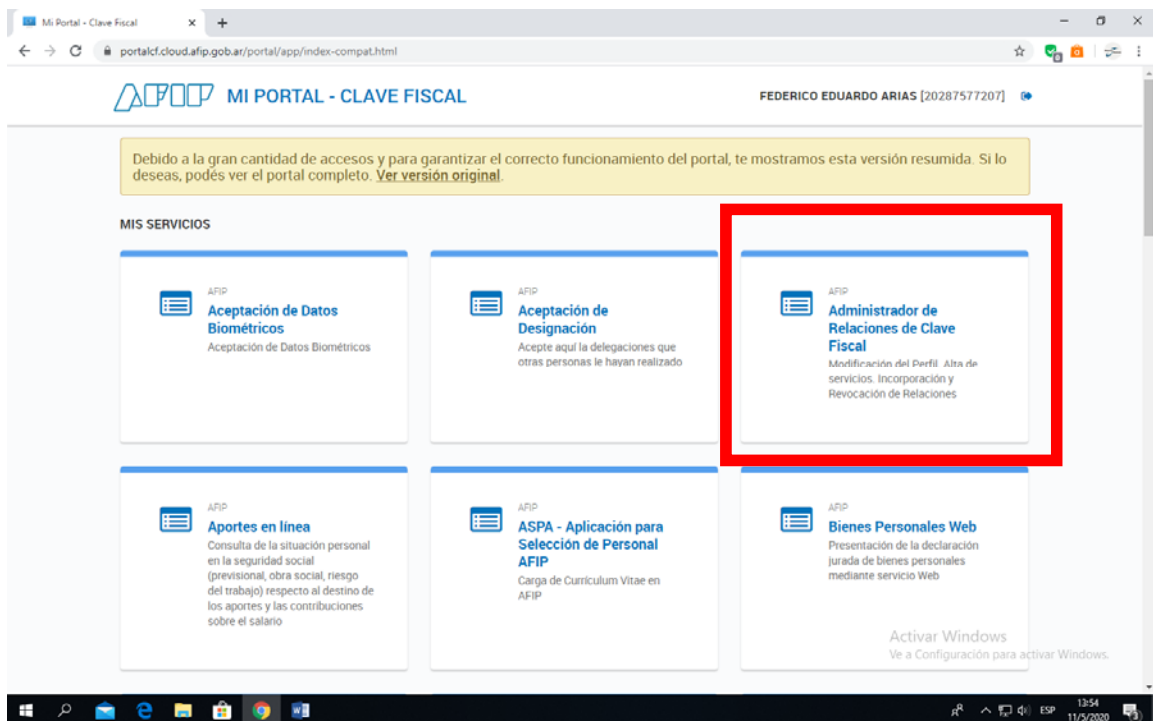 Mi Portal - Clave Fiscal
portalcf.cloud.afip.gob.ar/portal/app/index-compat.html
AFIP MI PORTAL - CLAVE FISCAL
FEDERICO EDUARDO ARIAS [20287577207]
Debido a la gran cantidad de accesos y para garantizar el correcto funcionamiento del portal, te mostramos esta versión resumida. Si lo
deseas, podés ver el portal completo. Ver versión original.
MIS SERVICIOS
AFIP
Aceptación de Datos
Biométricos
Aceptación de Datos Biométricos
AFIP
Aceptación de
Designación
Acepte aquí la delegaciones que
otras personas le hayan realizado
AFIP
Administrador de
Relaciones de Clave
Fiscal
Modificación del Perfil. Alta de
servicios. Incorporación y
Revocación de Relaciones
AFIP
Aportes en línea
Consulta de la situación personal
en la seguridad social
(previsional, obra social, riesgo
del trabajo) respecto al destino de
los aportes y las contribuciones
sobre el salario
AFIP
ASPA - Aplicación para
Selección de Personal
AFIP
Carga de Currículum Vitae en
AFIP
AFIP
Bienes Personales Web
Presentación de la declaración
jurada de bienes personales
mediante servicio Web
Activar Windows
Ve a Configuración para activar Windows.
ESP
13:54
11/5/2020